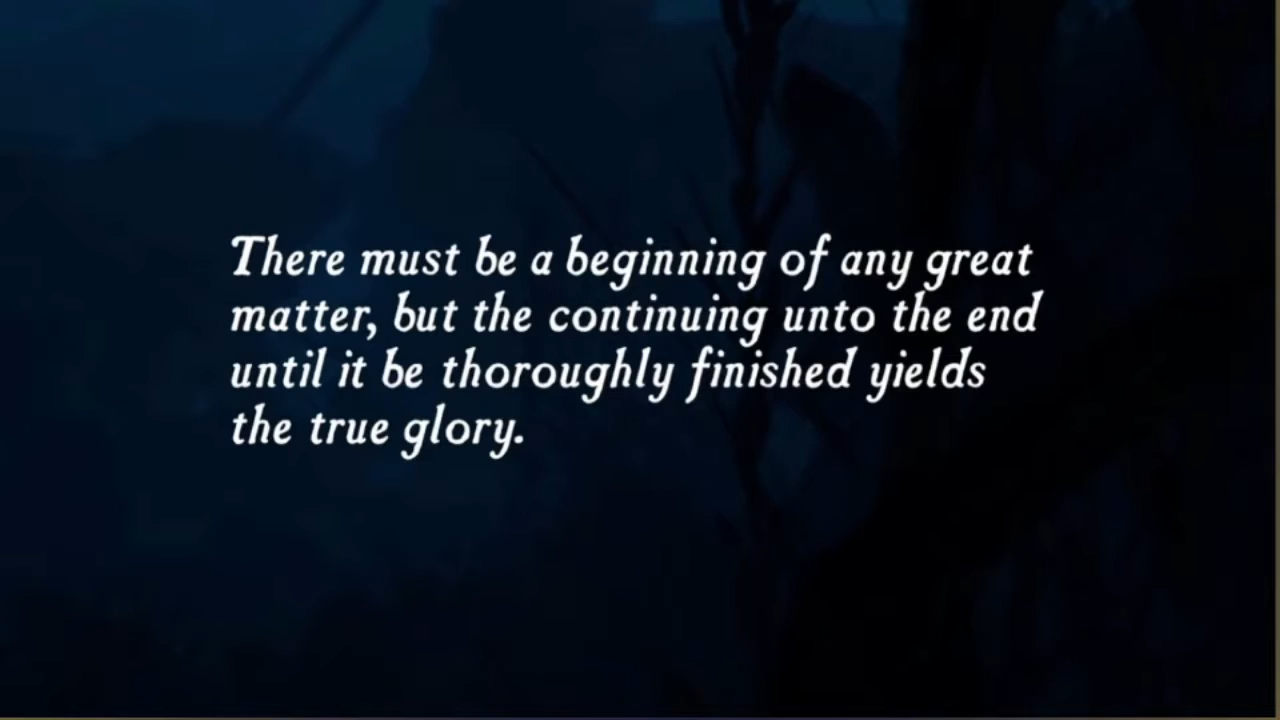 There must be a beginning of any great
matter, but the continuing unto the end
until it be thoroughly finished yields
the true glory.